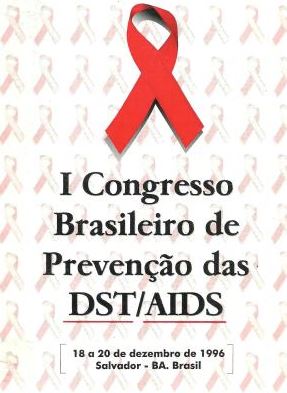 I Congresso
Brasileiro de
Prevenção das
DST/AIDS
18 a 20 de dezembro de 1996
Salvador - BA. Brasil